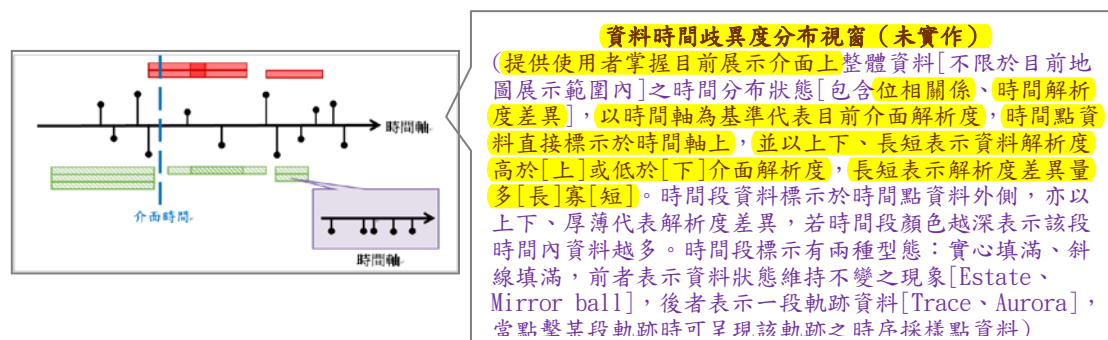 時間軸
介面時間
時間軸
資料時間歧異度分布視窗（未實作）
(提供使用者掌握目前展示介面上整體資料[不限於目前地
圖展示範圍內]之時間分布狀態[包含位相關係、時間解析
度差異]，以時間軸為基準代表目前介面解析度，時間點資
料直接標示於時間軸上，並以上下、長短表示資料解析度
高於[上]或低於[下]介面解析度，長短表示解析度差異量
多[長]寡[短]。時間段資料標示於時間點資料外側，亦以
上下、厚薄代表解析度差異，若時間段顏色越深表示該段
時間內資料越多。時間段標示有兩種型態：實心填滿、斜
線填滿，前者表示資料狀態維持不變之現象[Estate、
Mirror ball]，後者表示一段軌跡資料[Trace、Aurora]，
當點擊某段軌跡時可呈現該軌跡之時序採樣點資料)